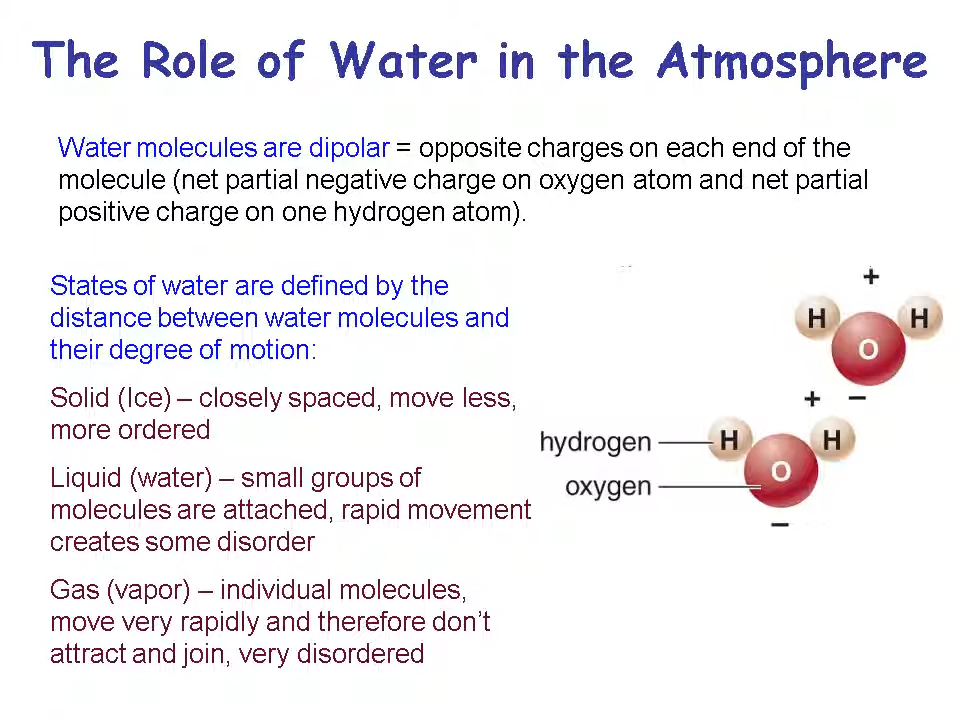 The Role of Water in the Atmosphere
Water molecules are dipolar = opposite charges on each end of the
molecule (net partial negative charge on oxygen atom and net partial
positive charge on one hydrogen atom).
States of water are defined by the
distance between water molecules and
their degree of motion:
Solid (Ice) – closely spaced, move less,
more ordered
Liquid (water) – small groups of
molecules are attached, rapid movement
creates some disorder
Gas (vapor) – individual molecules,
move very rapidly and therefore don't
attract and join, very disordered
+
H H
O
–
+
hydrogen H H
oxygen O
–